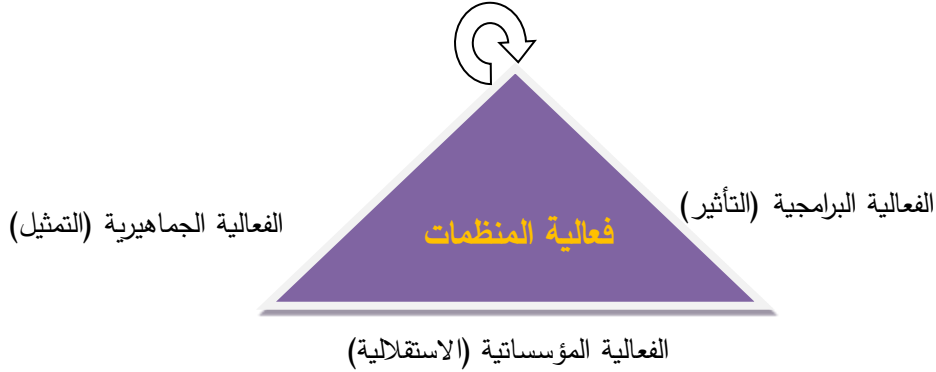 الفعالية البرامجية (التأثير)
الفعالية الجماهيرية (التمثيل)
فعالية المنظمات
الفعالية المؤسساتية (الاستقلالية)